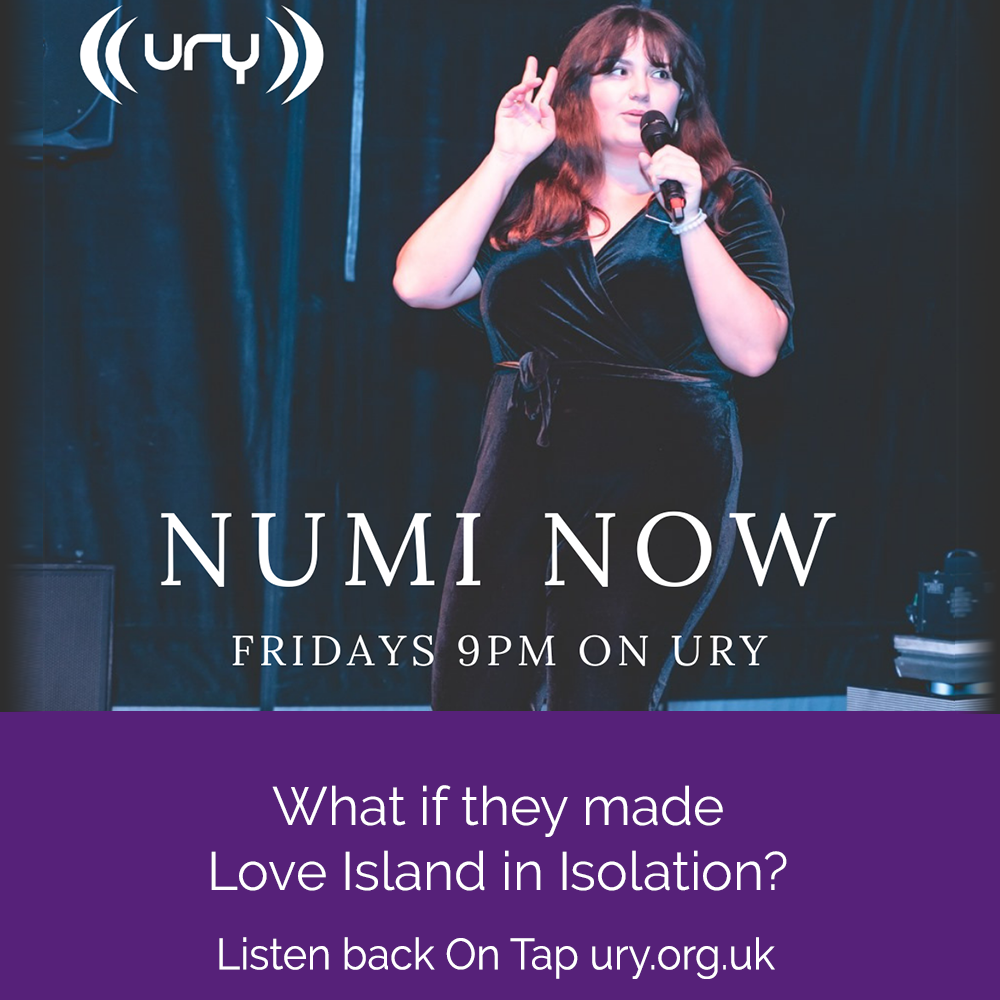 ury
NUMI NOW
FRIDAYS 9PM ON URY
What if they made
Love Island in Isolation?
Listen back On Tap ury.org.uk